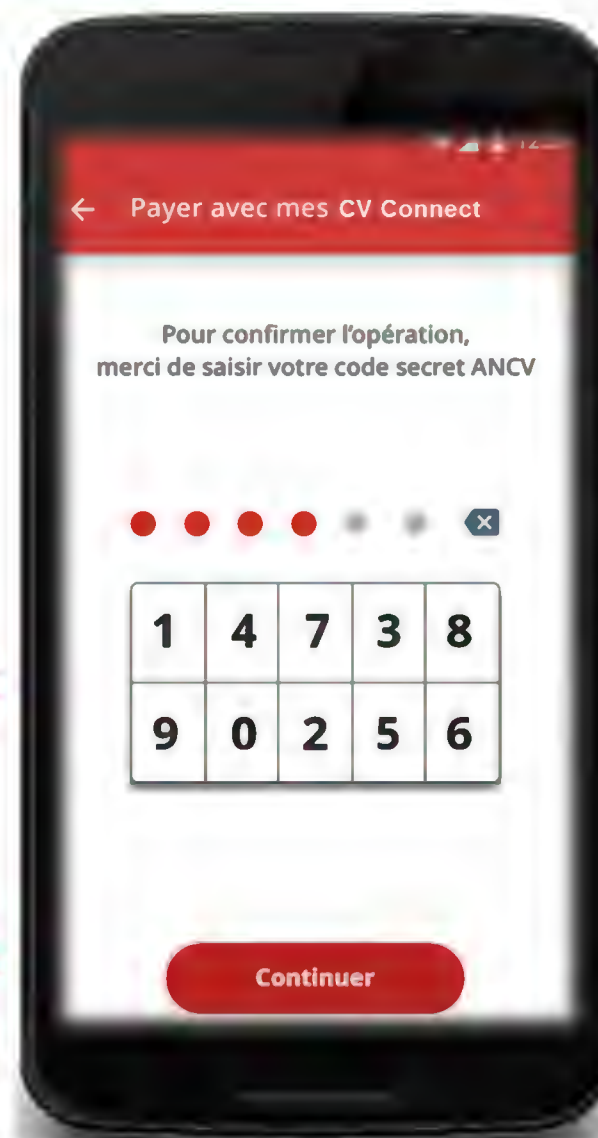 Payer avec mes CV Connect
Pour confirmer l'opération,
merci de saisir votre code secret ANCV
1 4 7 3 8
9 0 2 5 6
Continuer